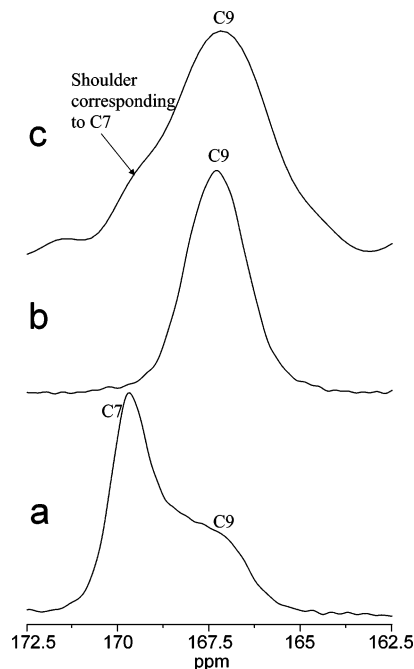 C9
Shoulder
corresponding
to C7
c
C9
b
C7
a
C9
172.5 170 167.5 165 162.5
ppm